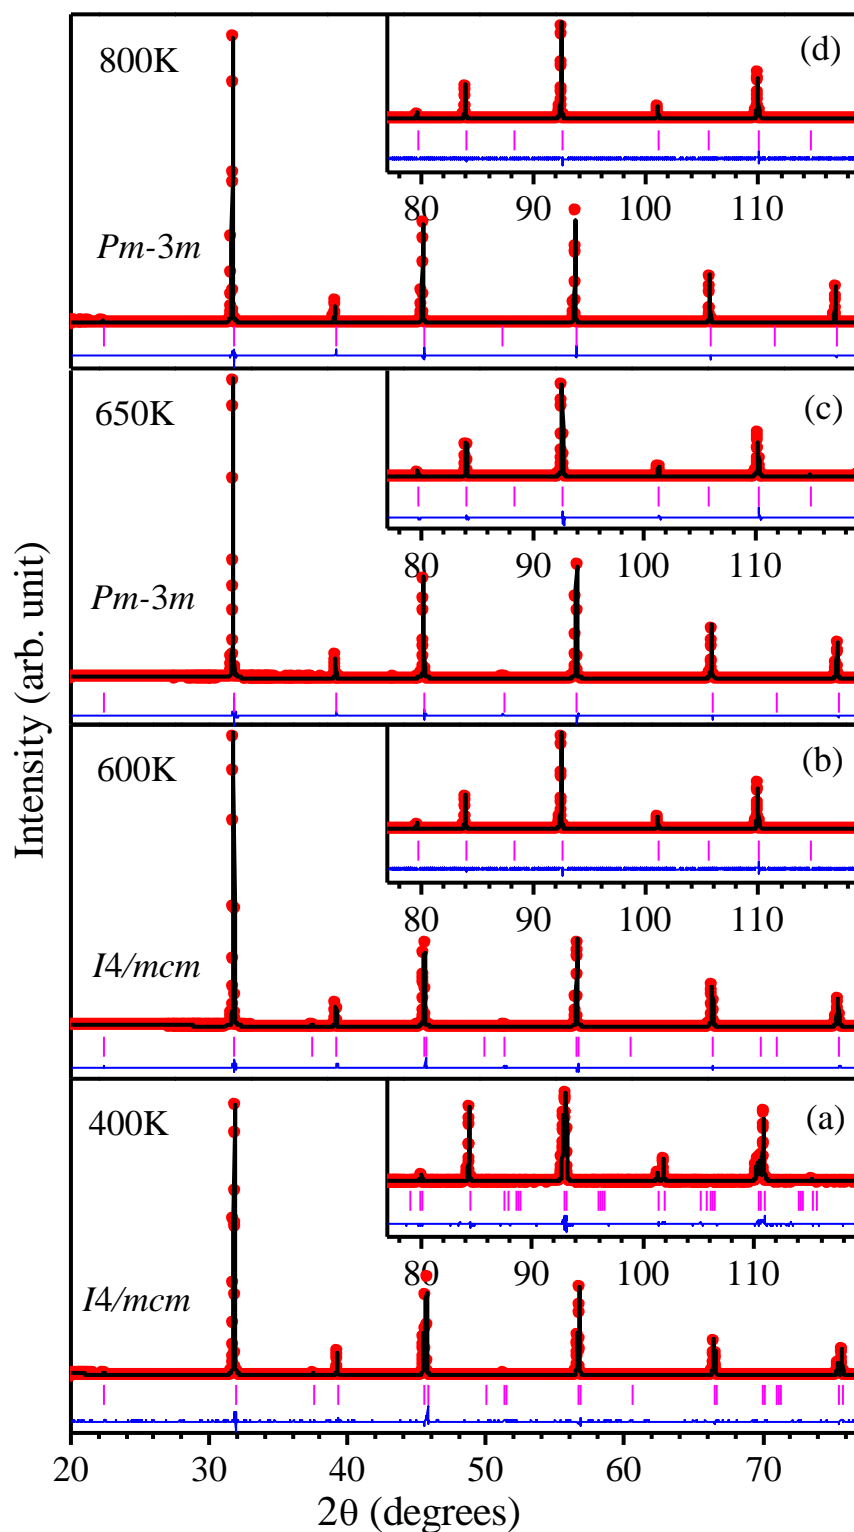 800K
(d)
80 90 100 110
Pm-3m
650K
(c)
80 90 100 110
Pm-3m
600K
(b)
80 90 100 110
I4/mcm
400K
(a)
80 90 100 110
I4/mcm
20 30 40 50 60 70
2θ (degrees)
Intensity (arb. unit)